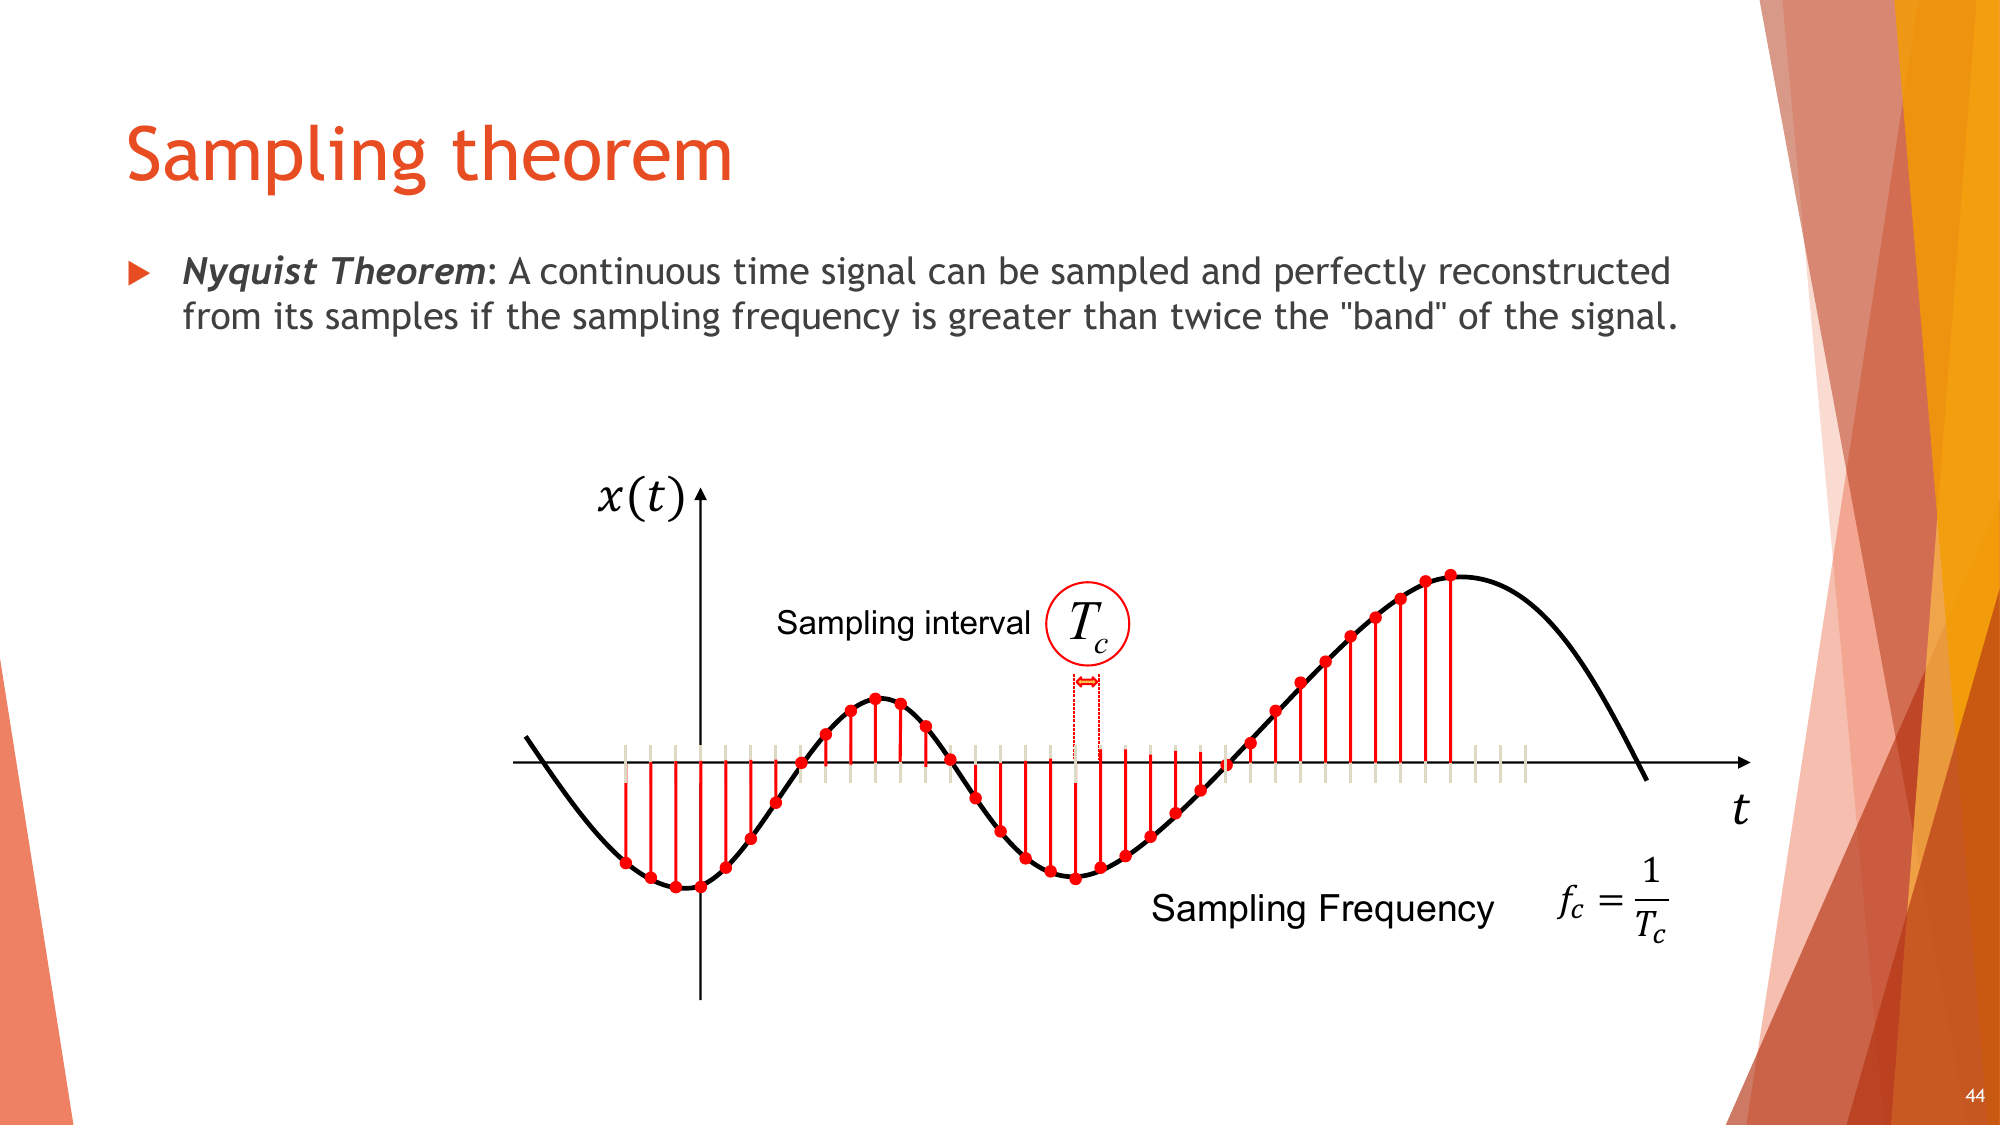 Sampling theorem
Nyquist Theorem: A continuous time signal can be sampled and perfectly reconstructed
from its samples if the sampling frequency is greater than twice the "band" of the signal.
x(t)
Sampling interval T_c
t
Sampling Frequency f_c = 1/T_c
44